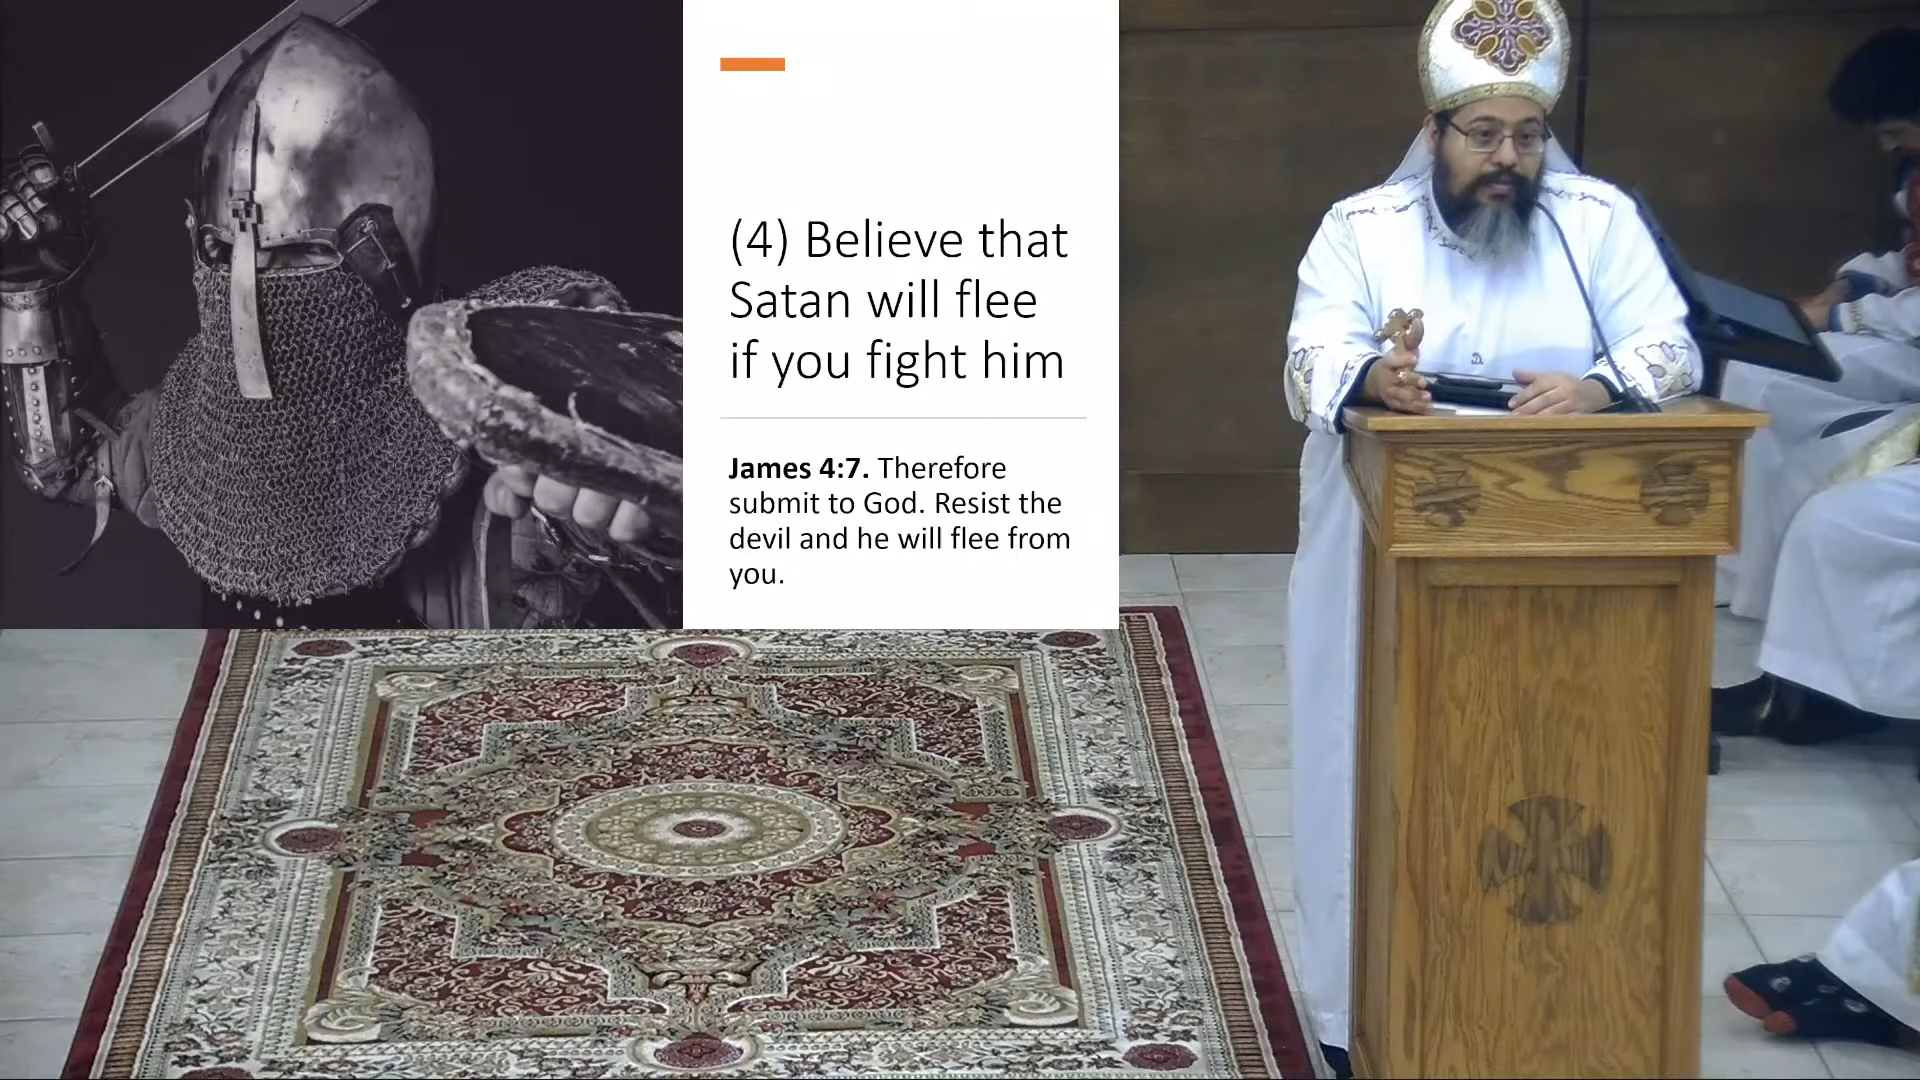 (4) Believe that
Satan will flee
if you fight him
James 4:7. Therefore
submit to God. Resist the
devil and he will flee from
you.